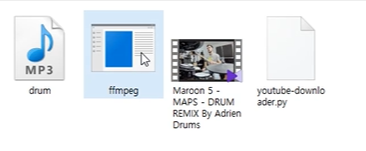 MP3
drum
ffmpeg
Maroon 5 -
MAPS - DRUM
REMIX By Adrien
Drums
youtube-downlo
ader.py